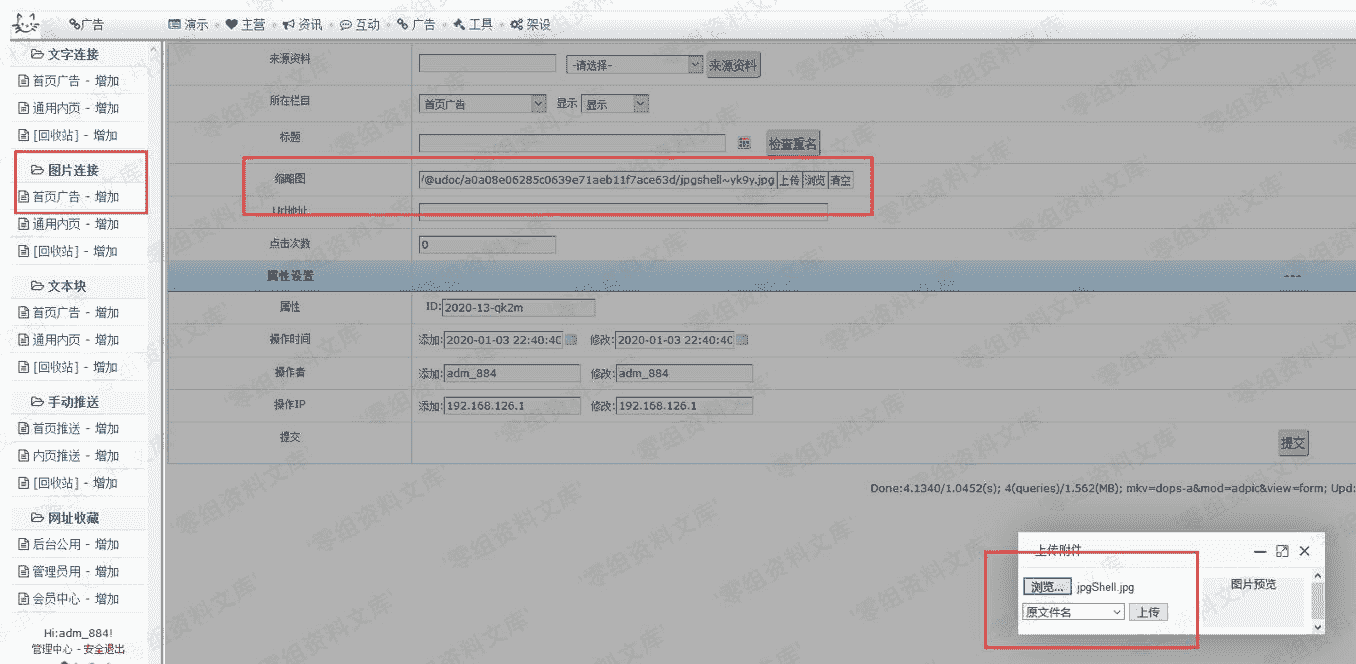 广告
演示 主营 资讯 互动 广告 工具 架设
文字连接
首页广告 - 增加
通用内页 - 增加
[回收站] - 增加
图片连接
首页广告 - 增加
通用内页 - 增加
[回收站] - 增加
文本块
首页广告 - 增加
通用内页 - 增加
[回收站] - 增加
手动推送
首页推送 - 增加
内页推送 - 增加
[回收站] - 增加
网址收藏
后台公用 - 增加
管理员用 - 增加
会员中心 - 增加
Hi:adm_884!
管理中心 - 安全退出
来源资料 -请选择- 来源资料
所在栏目 首页广告 显示 显示
标题 检查重名
缩略图 /@udoc/a0a08e06285c0639e71aeb11f7ace63d/jpgshell~yk9y.jpg 上传 浏览 清空
Url地址
点击次数 0
属性设置 ---
属性 ID: 2020-13-qk2m
操作时间 添加: 2020-01-03 22:40:40 修改: 2020-01-03 22:40:40
操作者 添加: adm_884 修改: adm_884
操作IP 添加: 192.168.126.1 修改: 192.168.126.1
提交 提交
Done:4.1340/1.0452(s); 4(queries)/1.562(MB); mkv=dops-a&mod=adpic&view=form; Upd:
上传附件
浏览... jpgShell.jpg 图片预览
原文件名 上传
零组资料文库